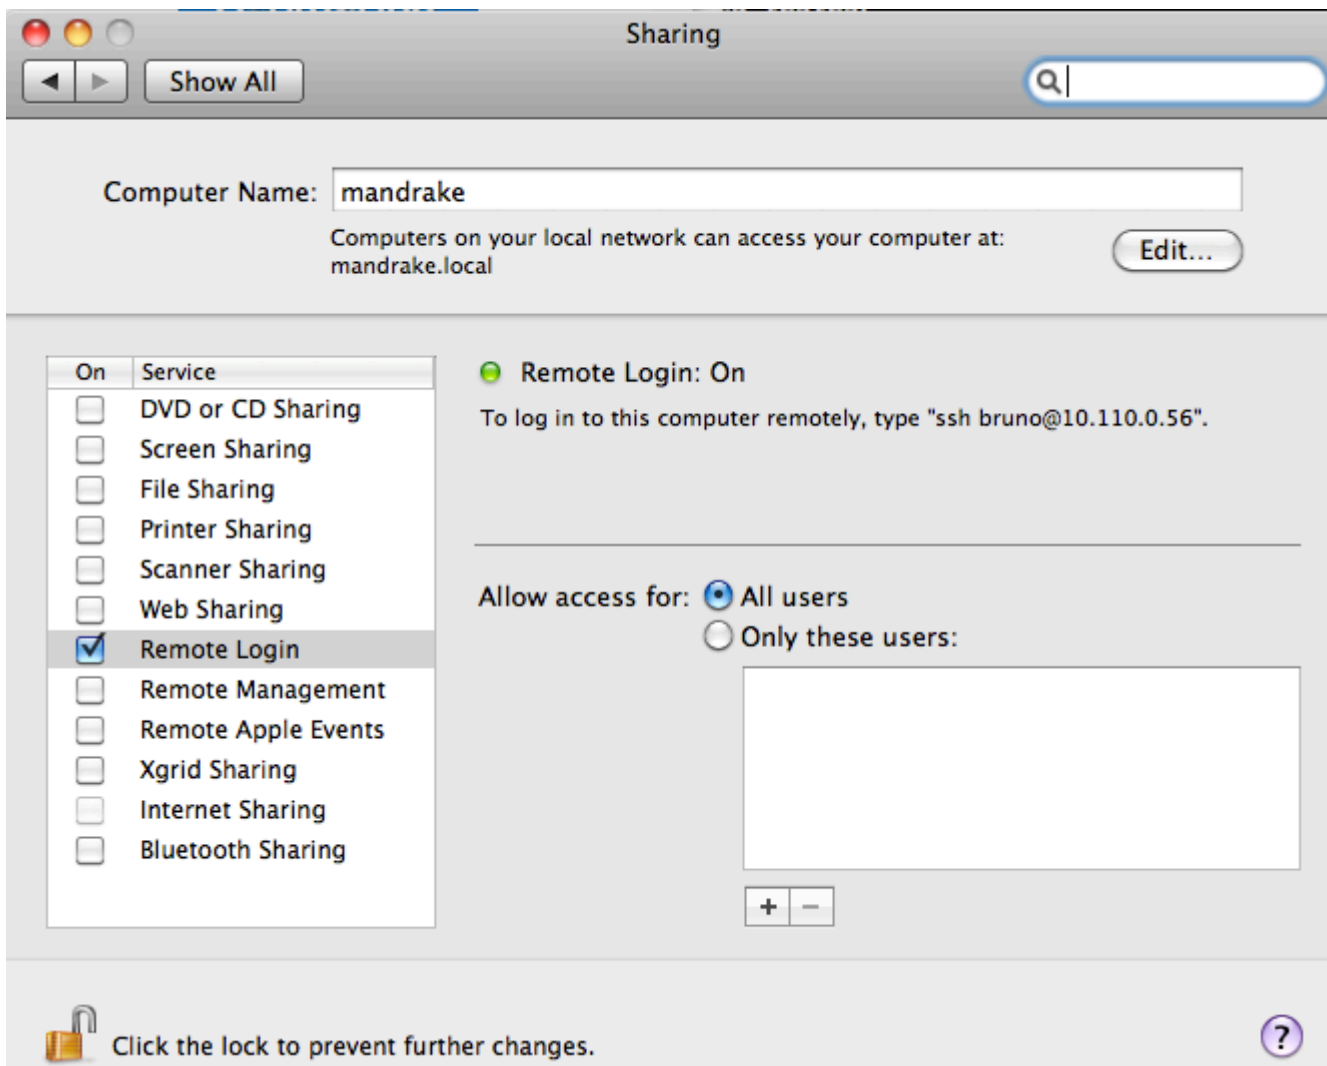 Sharing
Show All
Computer Name: mandrake
Computers on your local network can access your computer at:
mandrake.local
Edit...
On Service
DVD or CD Sharing
Screen Sharing
File Sharing
Printer Sharing
Scanner Sharing
Web Sharing
Remote Login
Remote Management
Remote Apple Events
Xgrid Sharing
Internet Sharing
Bluetooth Sharing
Remote Login: On
To log in to this computer remotely, type "ssh bruno@10.110.0.56".
Allow access for: All users
Only these users:
+ −
Click the lock to prevent further changes.
?